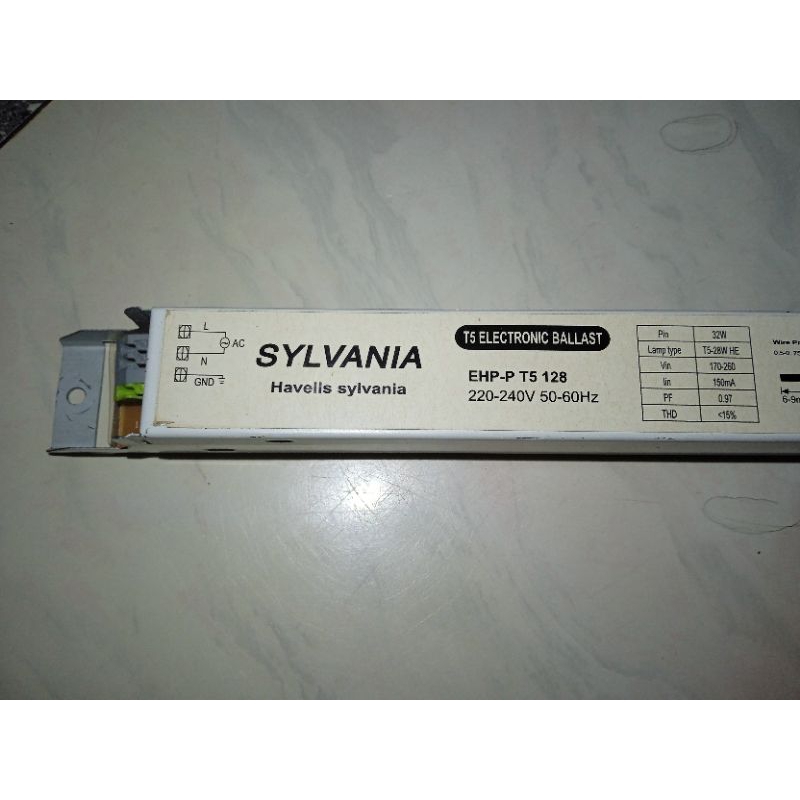 L
AC
N
GND
SYLVANIA
Havells sylvania
T5 ELECTRONIC BALLAST
EHP-P T5 128
220-240V 50-60Hz
Pin 32W
Lamp type T5-28W HE
Vin 170-260
Iin 150mA
PF 0.97
THD <15%
Wire